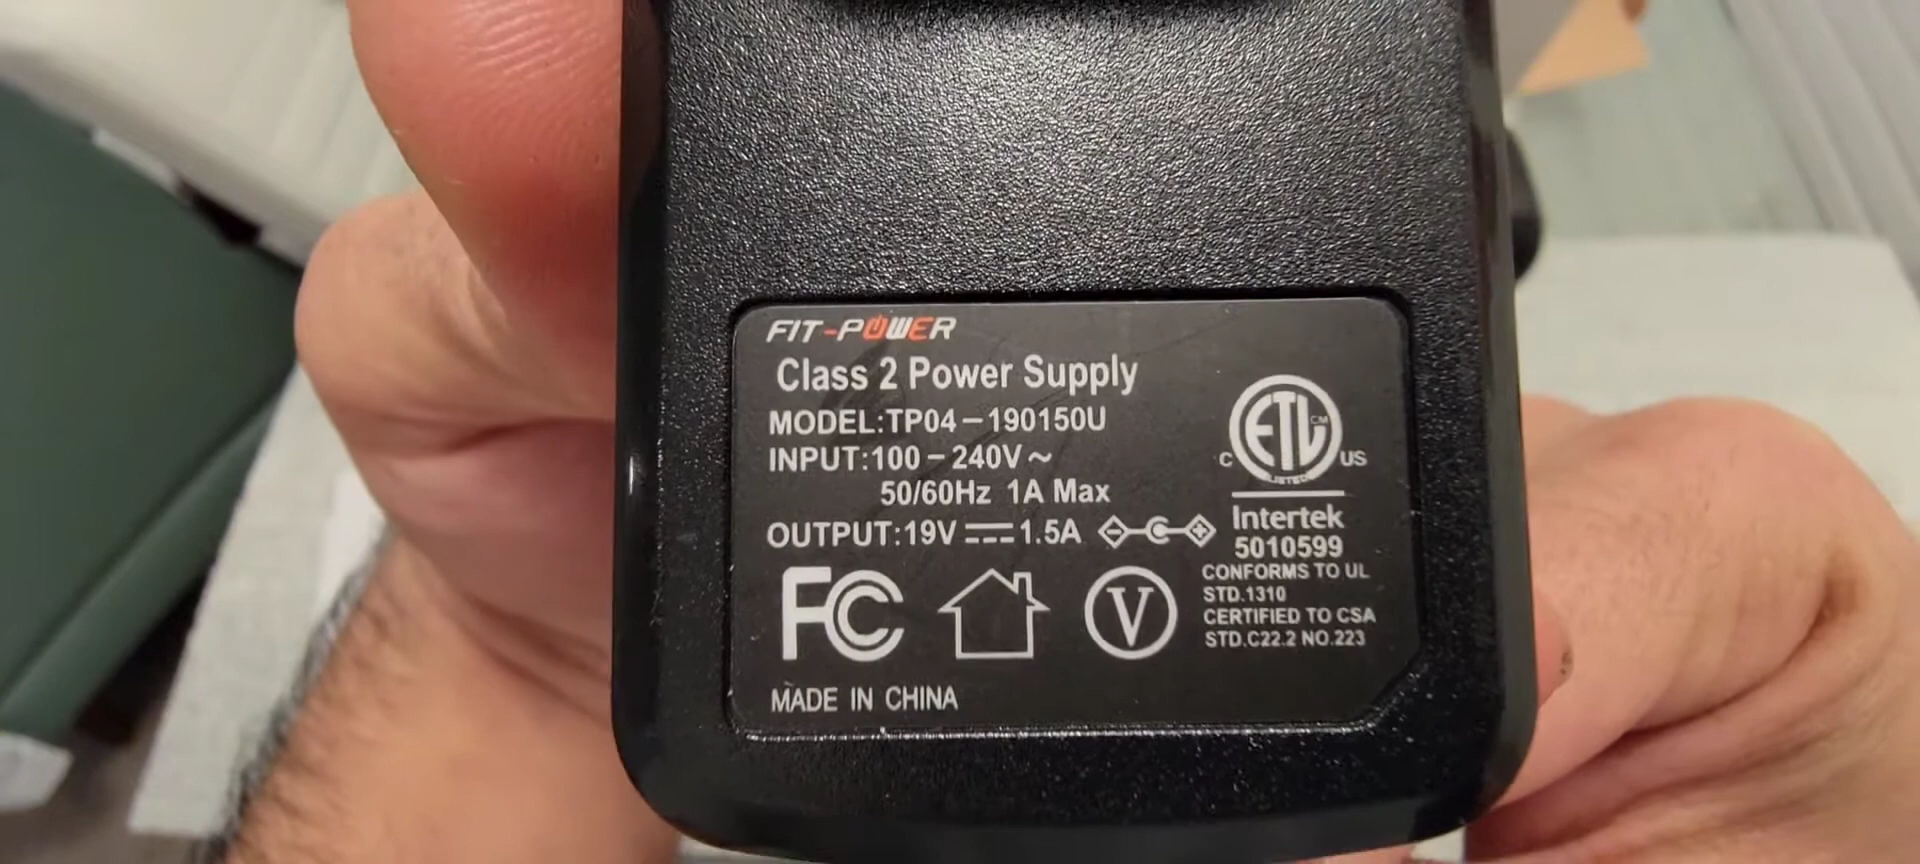 FIT-POWER
Class 2 Power Supply
MODEL:TP04-190150U
INPUT:100-240V~
50/60Hz 1A Max
OUTPUT:19V⎓1.5A
ETL CM
C US
LISTED
Intertek
5010599
CONFORMS TO UL
STD.1310
CERTIFIED TO CSA
STD.C22.2 NO.223
FC
V
MADE IN CHINA